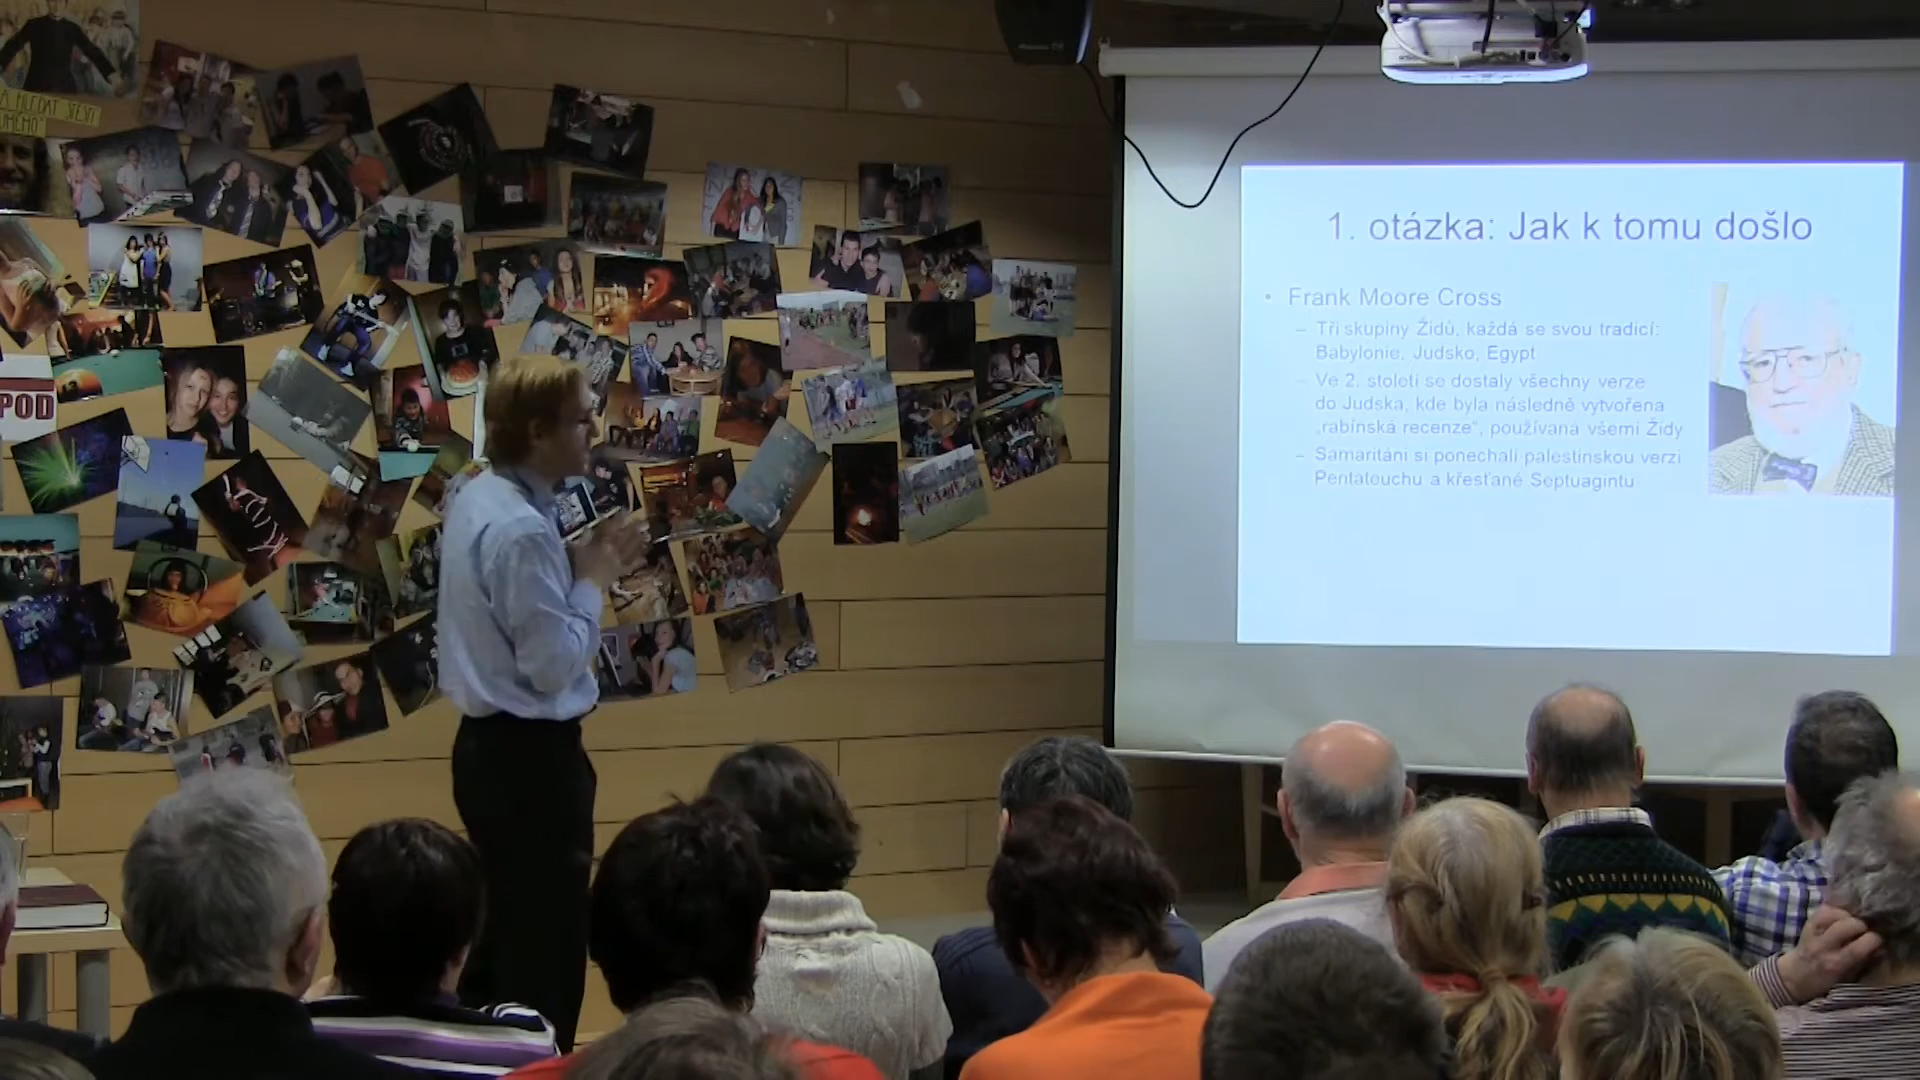 A HLEDAT ŠTĚSTÍ
POD
1. otázka: Jak k tomu došlo
• Frank Moore Cross
– Tři skupiny Židů, každá se svou tradicí:
Babylonie, Judsko, Egypt
– Ve 2. století se dostaly všechny verze
do Judska, kde byla následně vytvořena
„rabínská recenze“, používaná všemi Židy
– Samaritáni si ponechali palestinskou verzi
Pentateuchu a křesťané Septuagintu